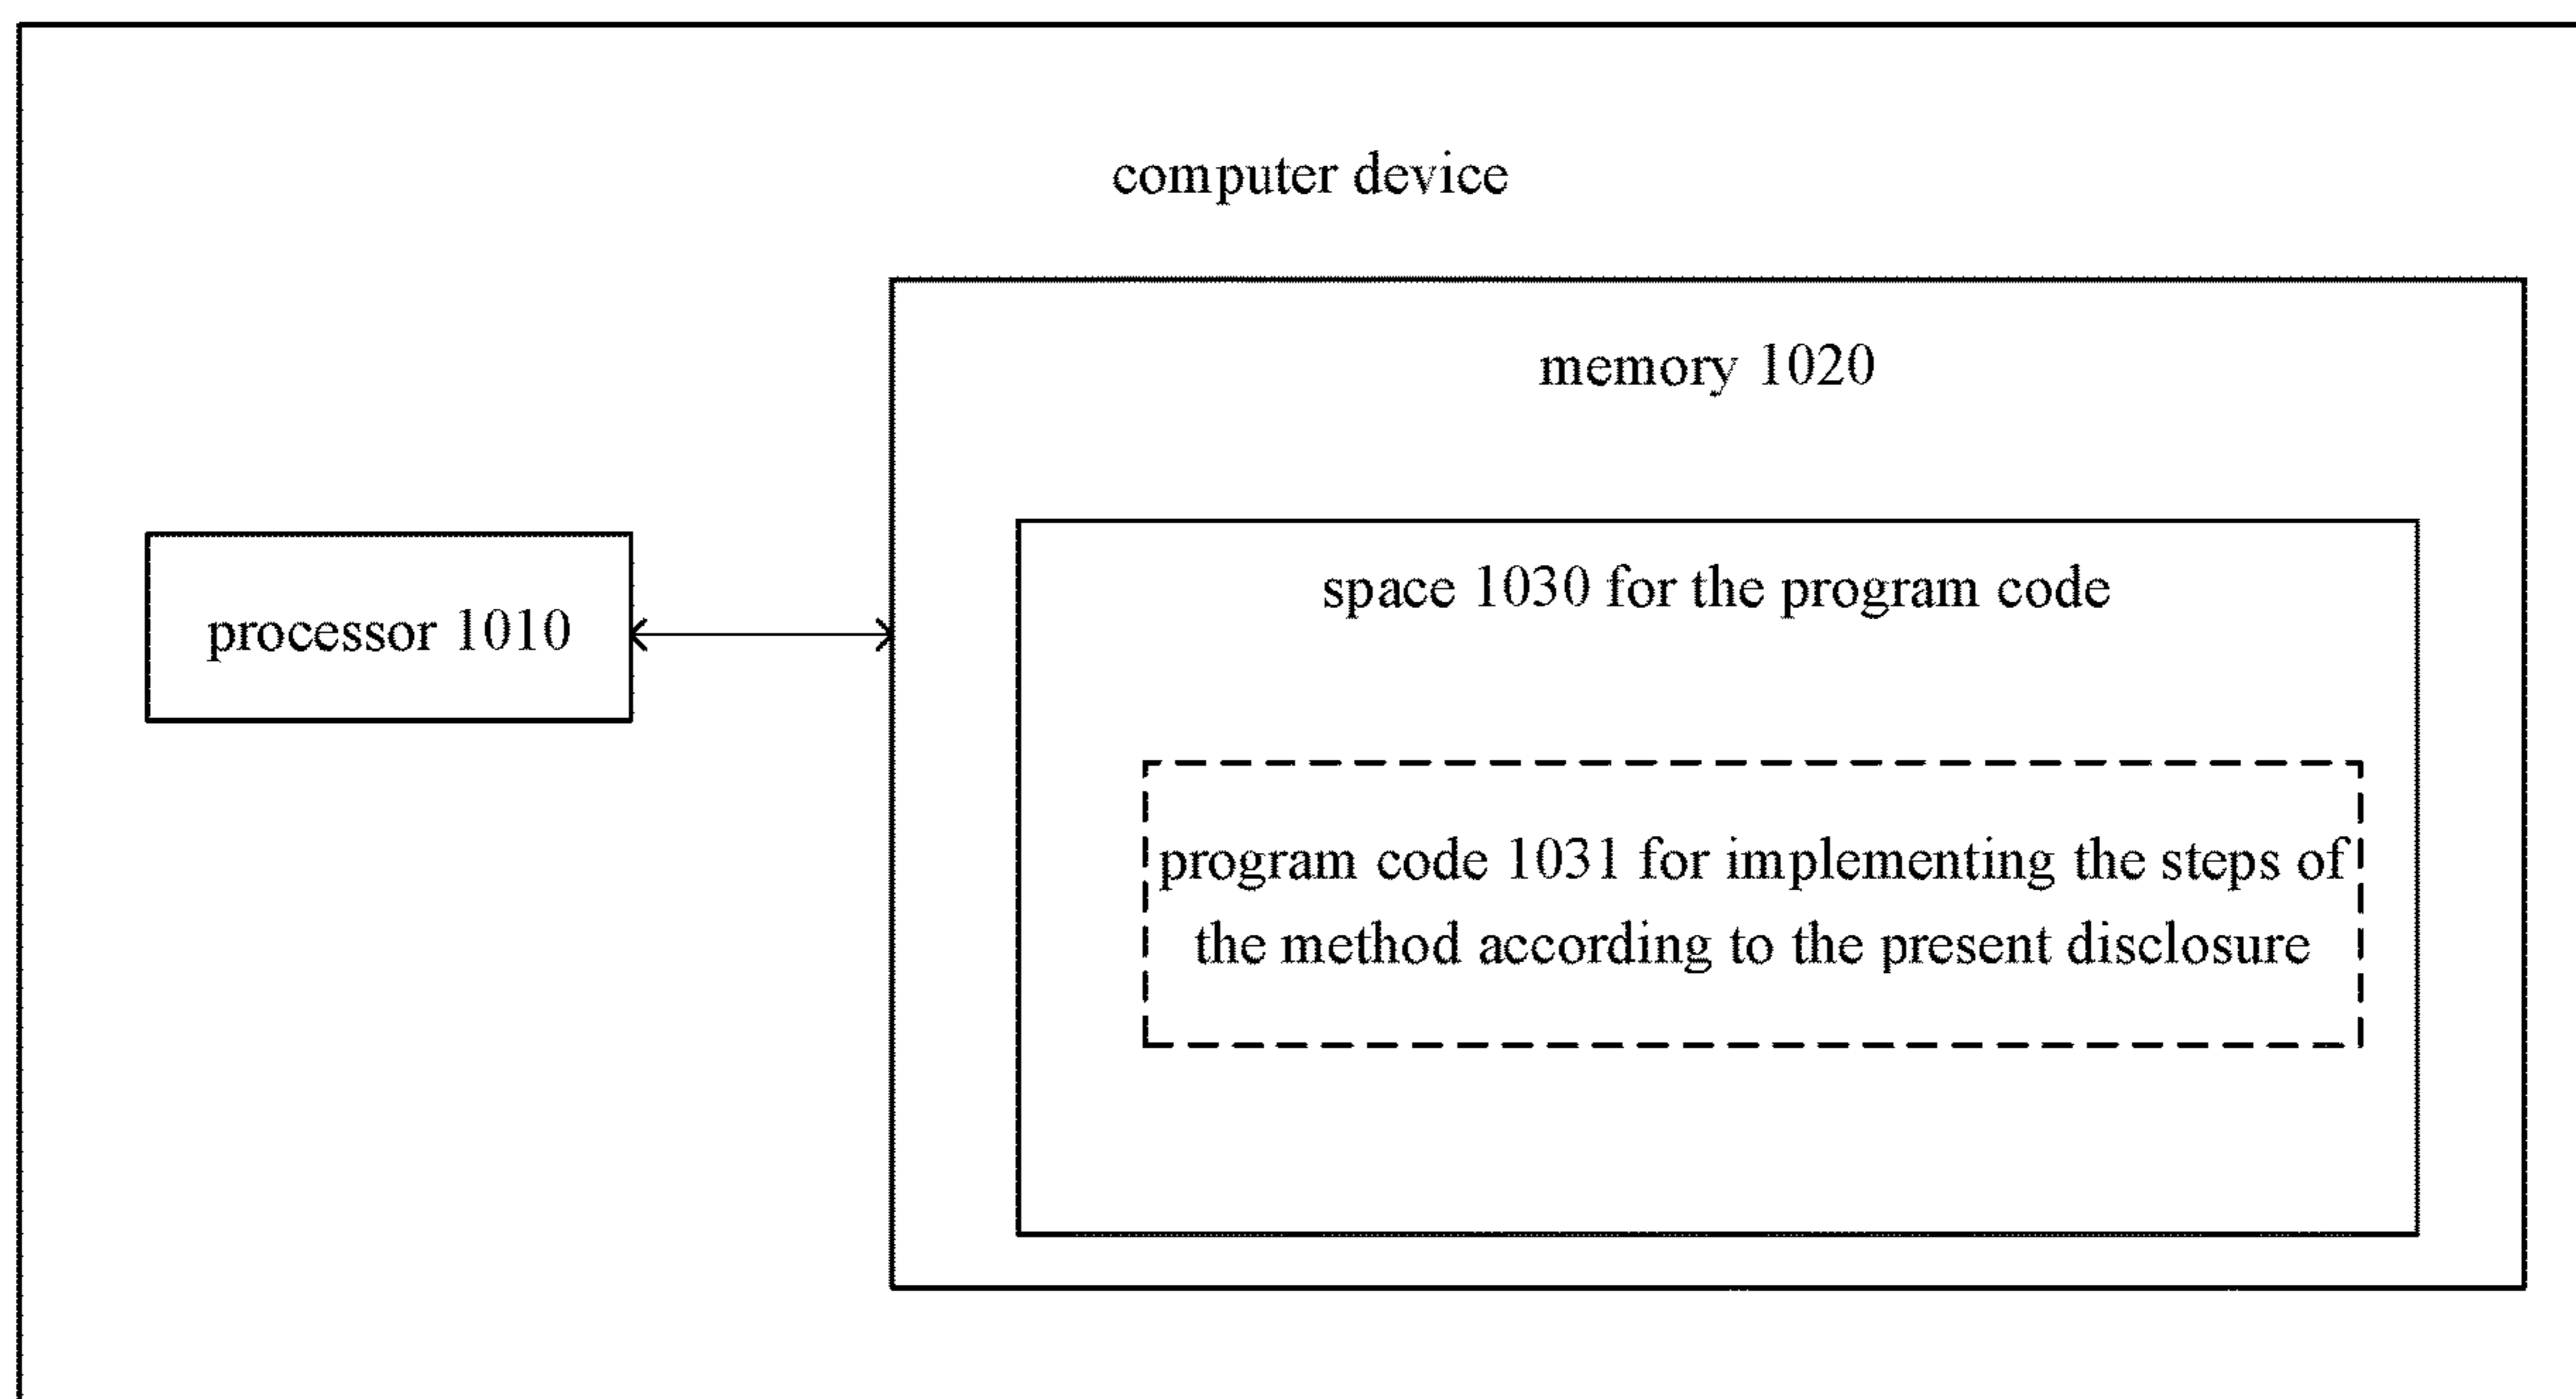 computer device
memory 1020
space 1030 for the program code
processor 1010
program code 1031 for implementing the steps of
the method according to the present disclosure